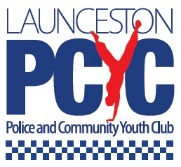 LAUNCESTON
PCYC
Police and Community Youth Club